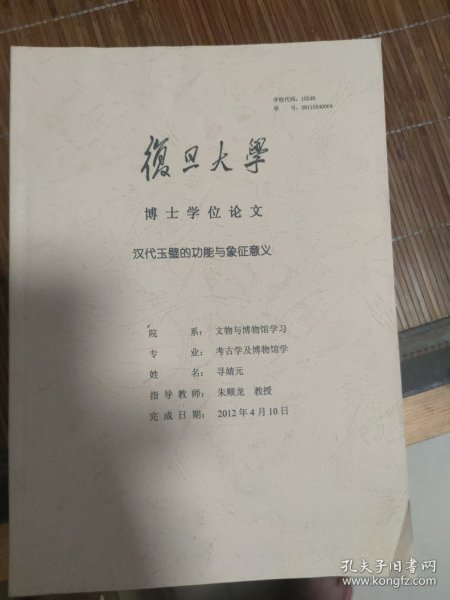 学校代码：10246
学 号：09110340004
復旦大學
博士学位论文
汉代玉璧的功能与象征意义
院 系：文物与博物馆学习
专 业：考古学及博物馆学
姓 名：寻婧元
指导教师：朱顺龙 教授
完成日期：2012年4月10日
孔夫子旧书网
www.kongfz.com